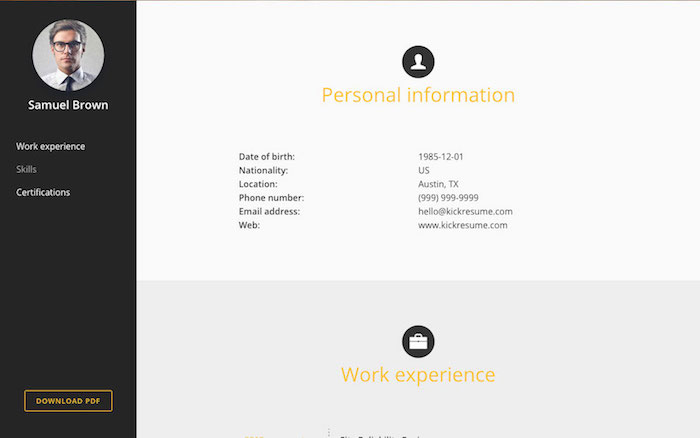 Samuel Brown
Work experience
Skills
Certifications
DOWNLOAD PDF
Personal information
Date of birth: 1985-12-01
Nationality: US
Location: Austin, TX
Phone number: (999) 999-9999
Email address: hello@kickresume.com
Web: www.kickresume.com
Work experience